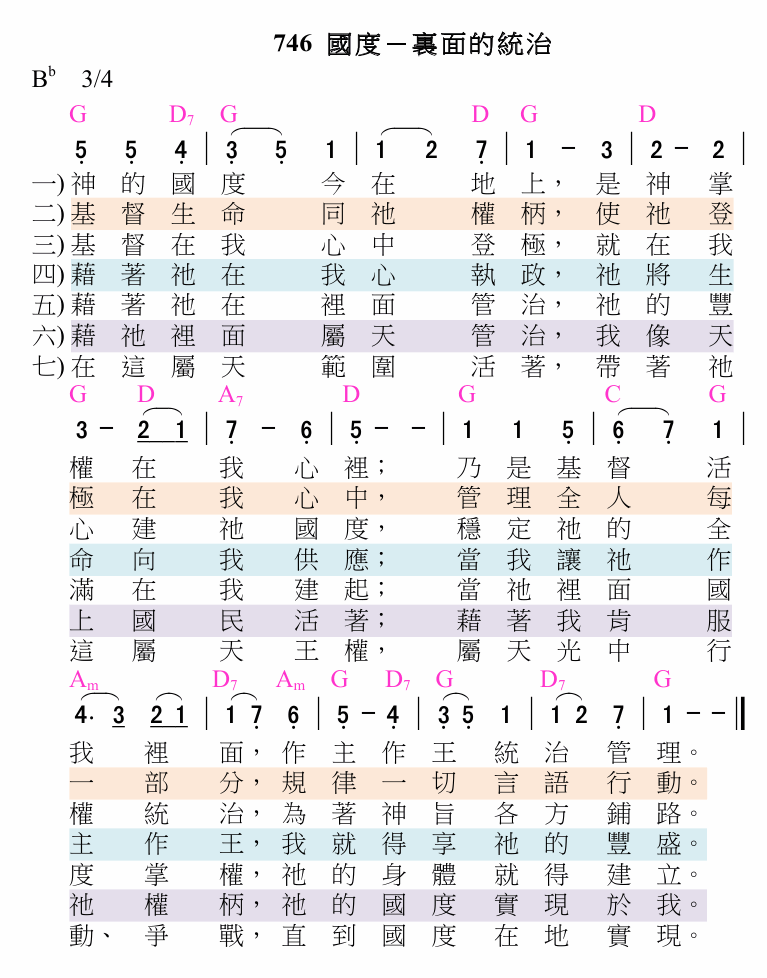 746 國度－裏面的統治
B♭ 3/4
G D7 G D G D
5̣ 5̣ 4̣ | 3̣ 5̣ 1 | 1 2 7̣ | 1 - 3 | 2 - 2 |
一) 神的國度今在地上，是神掌
二) 基督生命同祂權柄，使祂登
三) 基督在我心中登極，就在我
四) 藉著祂在我心執政，祂將生
五) 藉著祂在裡面管治，祂的豐
六) 藉祂裡面屬天管治，我像天
七) 在這屬天範圍活著，帶著祂
G D A7 D G C G
3 - 2 1 | 7̣ - 6̣ | 5̣ - - | 1 1 5̣ | 6̣ 7̣ 1 |
權在我心裡；乃是基督活
極在我心中，管理全人每
心建祂國度，穩定祂的全
命向我供應；當我讓祂作
滿在我建起；當祂裡面國
上國民活著；藉著我肯服
這屬天王權，屬天光中行
Am D7 Am G D7 G D7 G
4· 3 2 1 | 1 7̣ 6̣ | 5̣ - 4̣ | 3̣ 5̣ 1 | 1 2 7̣ | 1 - - ‖
我裡面，作主作王統治管理。
一部分，規律一切言語行動。
權統治，為著神旨各方鋪路。
主作王，我就得享祂的豐盛。
度掌權，祂的身體就得建立。
祂權柄，祂的國度實現於我。
動、爭戰，直到國度在地實現。